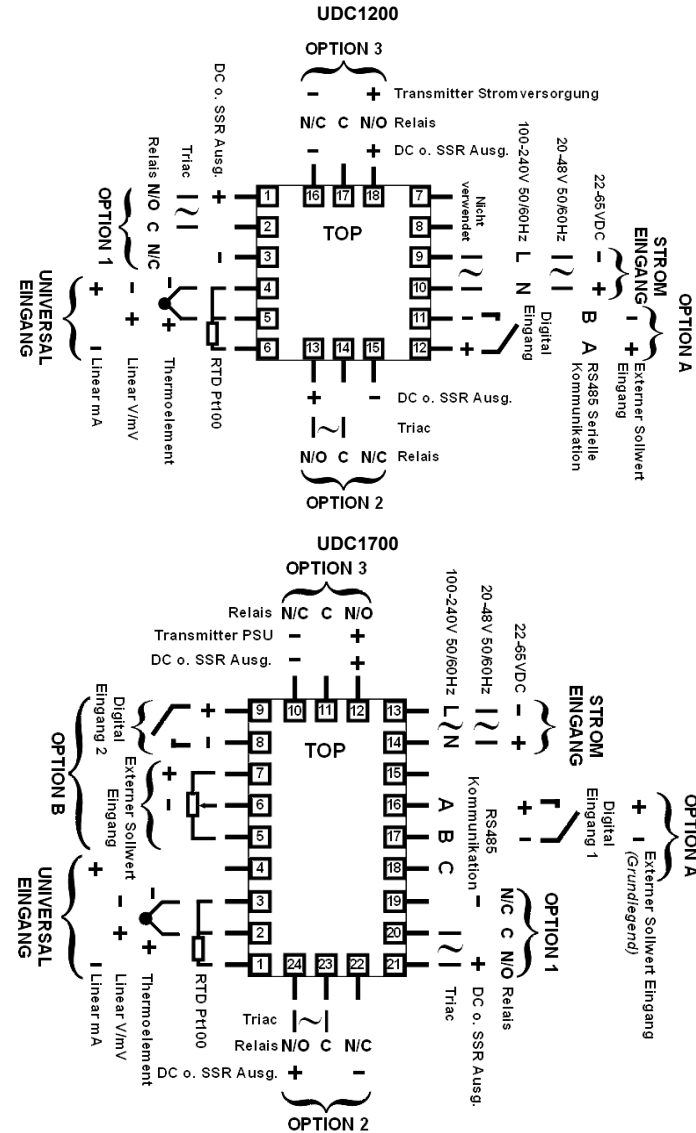 UDC1200
OPTION 3
- + Transmitter Stromversorgung
N/C C N/O Relais
- + DC o. SSR Ausg.
DC o. SSR Ausg.
+
-
Triac
Relais N/O C N/C
OPTION 1
1
2
3
4
5
6
16 17 18
TOP
7
8
9
10
11
12
13 14 15
Nicht
verwendet
100-240V 50/60Hz
L
N
20-48V 50/60Hz
22-65VDC
- +
STROM
EINGANG
OPTION A
- +
Digital
Eingang
B A
RS485 Serielle
Kommunikation
- +
Externer Sollwert
Eingang
UNIVERSAL
EINGANG
+ - Linear mA
- + Linear V/mV
- + Thermoelement
RTD Pt100
+ - DC o. SSR Ausg.
Triac
N/O C N/C Relais
OPTION 2
UDC1700
OPTION 3
Relais N/C C N/O
Transmitter PSU - +
DC o. SSR Ausg. - +
9
8
7
6
5
4
3
2
1
10 11 12
TOP
13
14
15
16
17
18
19
20
21
24 23 22
OPTION B
Digital
Eingang 2
+ -
+ -
Externer Sollwert
Eingang
UNIVERSAL
EINGANG
+ - Linear mA
- + Linear V/mV
- + Thermoelement
RTD Pt100
100-240V 50/60Hz
L N
20-48V 50/60Hz
22-65VDC
- +
STROM
EINGANG
A B C
RS485
Kommunikation
+ -
Digital
Eingang 1
OPTION A
+ -
Externer Sollwert Eingang
(Grundlegend)
OPTION 1
N/C C N/O Relais
- + DC o. SSR Ausg.
Triac
Triac
Relais N/O C N/C
DC o. SSR Ausg. + -
OPTION 2